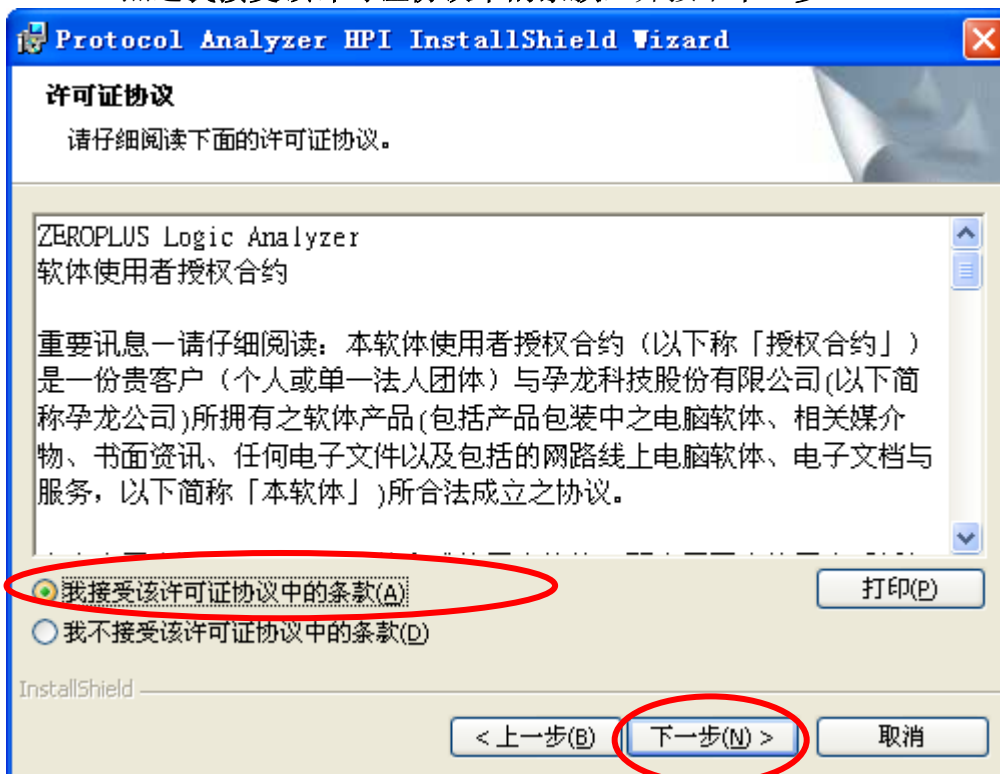 Protocol Analyzer HPI InstallShield Wizard
许可证协议
请仔细阅读下面的许可证协议。
ZEROPLUS Logic Analyzer
软体使用者授权合约
重要讯息－请仔细阅读：本软体使用者授权合约（以下称「授权合约」）
是一份贵客户（个人或单一法人团体）与孕龙科技股份有限公司(以下简
称孕龙公司)所拥有之软体产品(包括产品包装中之电脑软体、相关媒介
物、书面资讯、任何电子文件以及包括的网路线上电脑软体、电子文档与
服务，以下简称「本软体」)所合法成立之协议。
我接受该许可证协议中的条款(A)
打印(P)
我不接受该许可证协议中的条款(D)
InstallShield
< 上一步(B)
下一步(N) >
取消